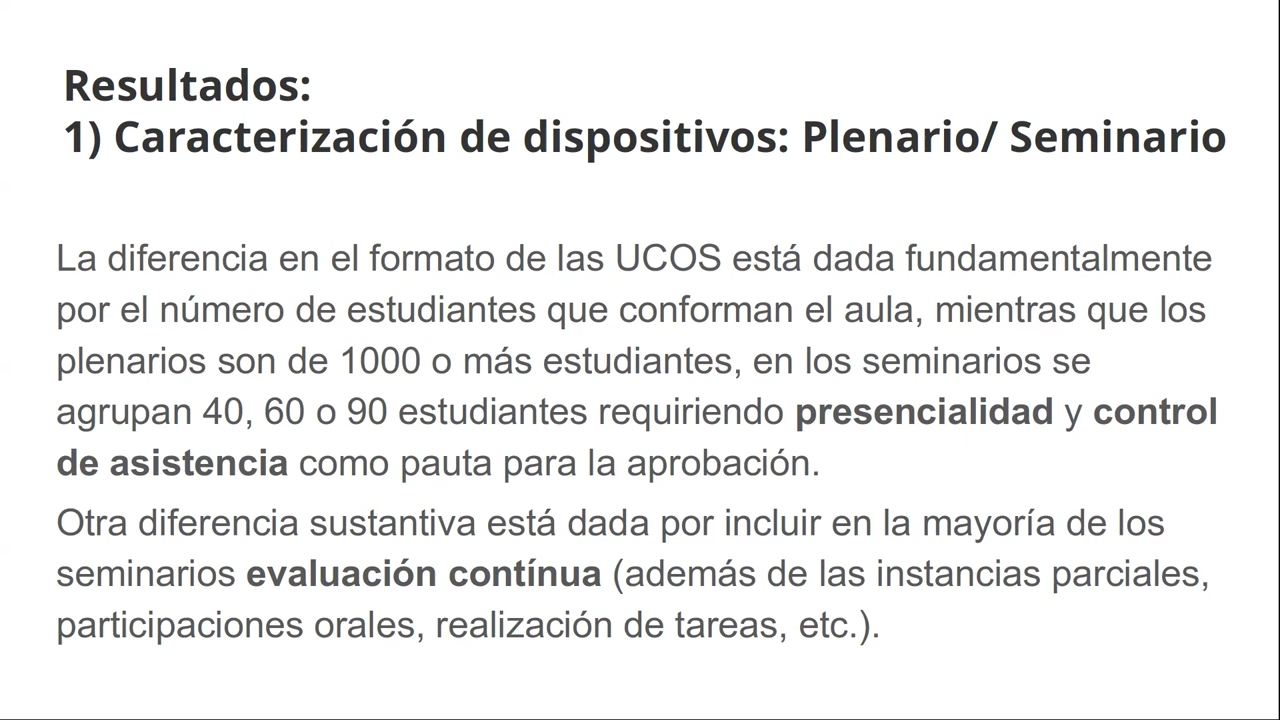 Resultados:
1) Caracterización de dispositivos: Plenario/ Seminario
La diferencia en el formato de las UCOS está dada fundamentalmente
por el número de estudiantes que conforman el aula, mientras que los
plenarios son de 1000 o más estudiantes, en los seminarios se
agrupan 40, 60 o 90 estudiantes requiriendo presencialidad y control
de asistencia como pauta para la aprobación.
Otra diferencia sustantiva está dada por incluir en la mayoría de los
seminarios evaluación contínua (además de las instancias parciales,
participaciones orales, realización de tareas, etc.).